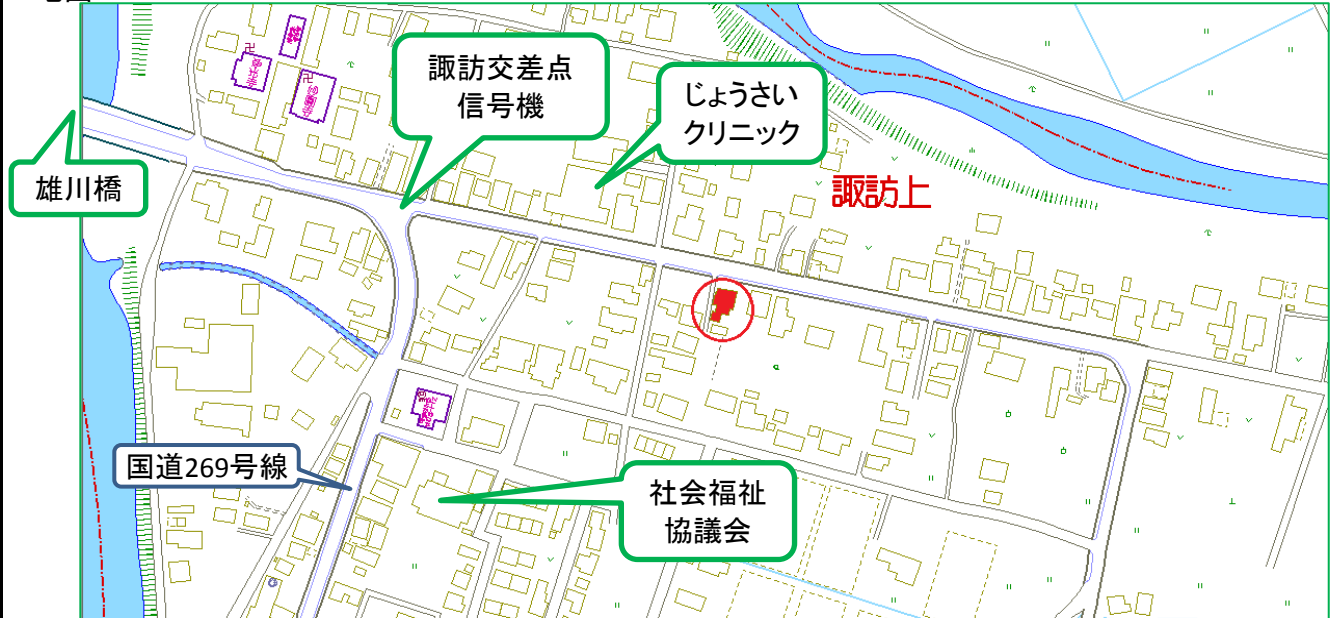 諏訪交差点
信号機
じょうさい
クリニック
雄川橋
諏訪上
国道269号線
社会福祉
協議会